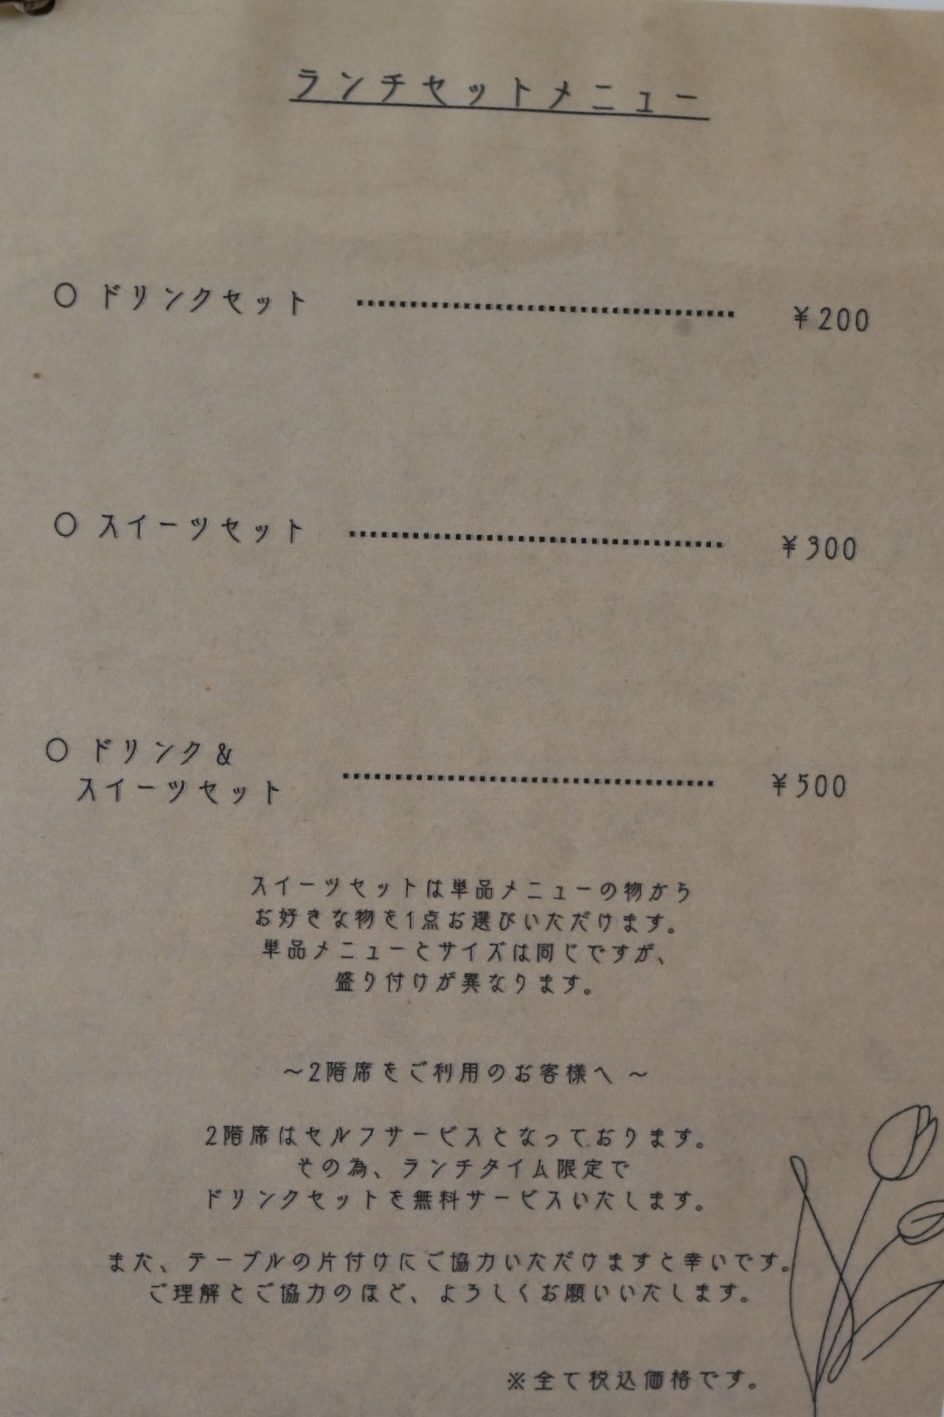 ランチセットメニュー
○ ドリンクセット ¥200
○ スイーツセット ¥300
○ ドリンク&
スイーツセット ¥500
スイーツセットは単品メニューの物から
お好きな物を1点お選びいただけます。
単品メニューとサイズは同じですが、
盛り付けが異なります。
～2階席をご利用のお客様へ ～
2階席はセルフサービスとなっております。
その為、ランチタイム限定で
ドリンクセットを無料サービスいたします。
また、テーブルの片付けにご協力いただけますと幸いです。
ご理解とご協力のほど、よろしくお願いいたします。
※全て税込価格です。